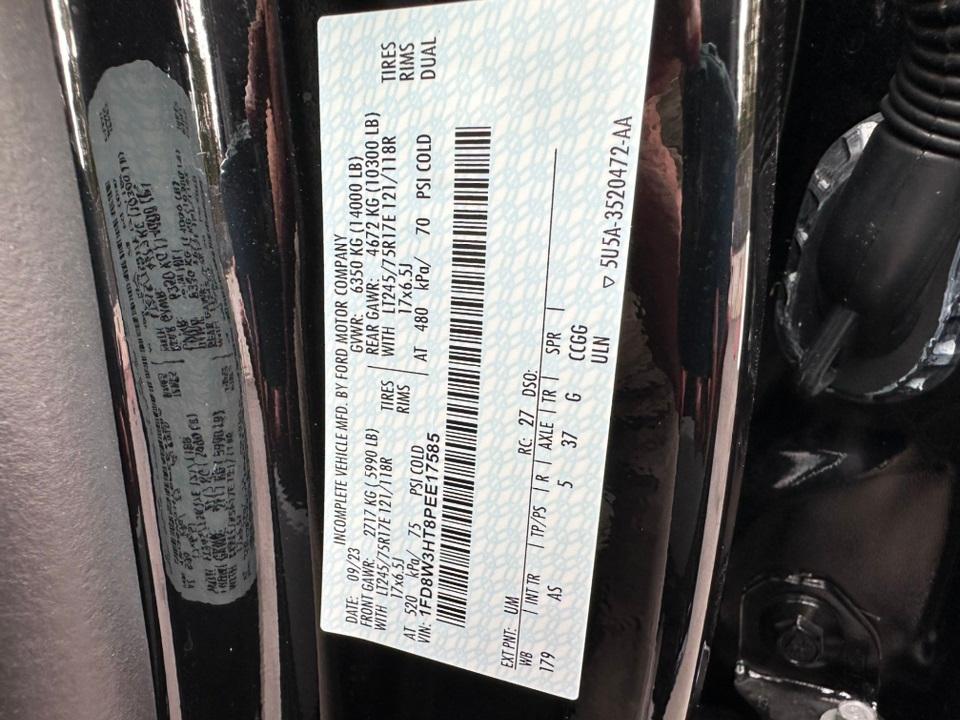 INCOMPLETE VEHICLE MFD. BY FORD MOTOR COMPANY
DATE: 09/23 GVWR: 6350 KG (14000 LB)
FRONT GAWR: 2717 KG ( 5990 LB) REAR GAWR: 4672 KG (10300 LB)
WITH LT245/75R17E 121/118R TIRES WITH LT245/75R17E 121/118R TIRES
17x6.5J RIMS 17x6.5J RIMS
AT 520 kPa/ 75 PSI COLD AT 480 kPa/ 70 PSI COLD DUAL
VIN: 1FD8W3HT8PEE17585
EXT PNT: UM RC: 27 DSO:
WB INTR TP/PS R AXLE TR SPR
179 AS 5 37 G CCGG
ULN
▽ 5U5A-3520472-AA